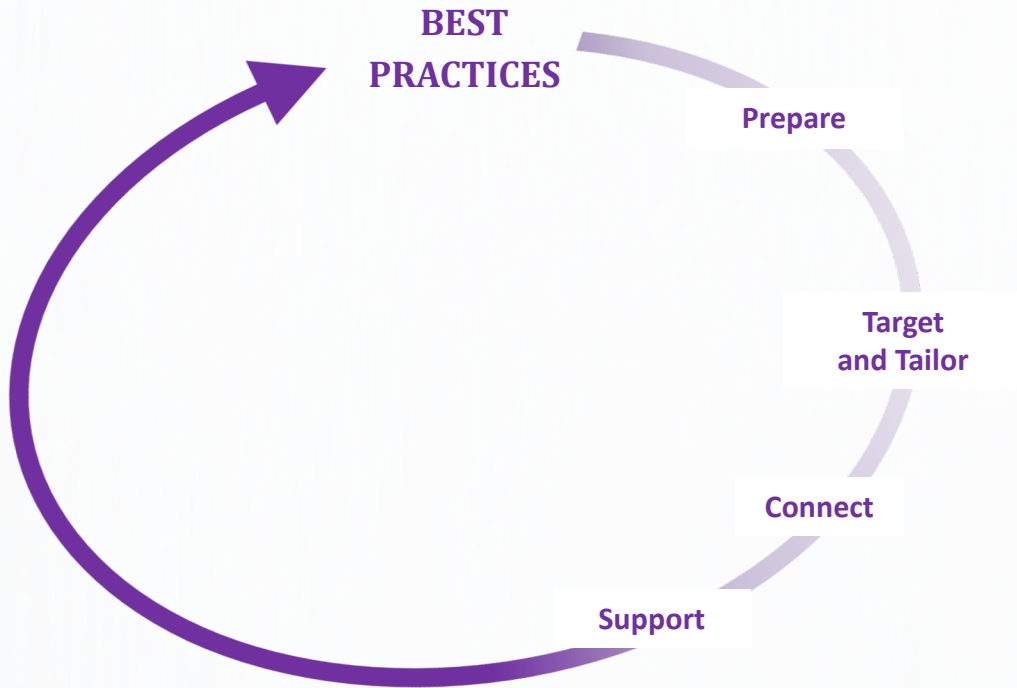 BEST
PRACTICES
Prepare
Target
and Tailor
Connect
Support